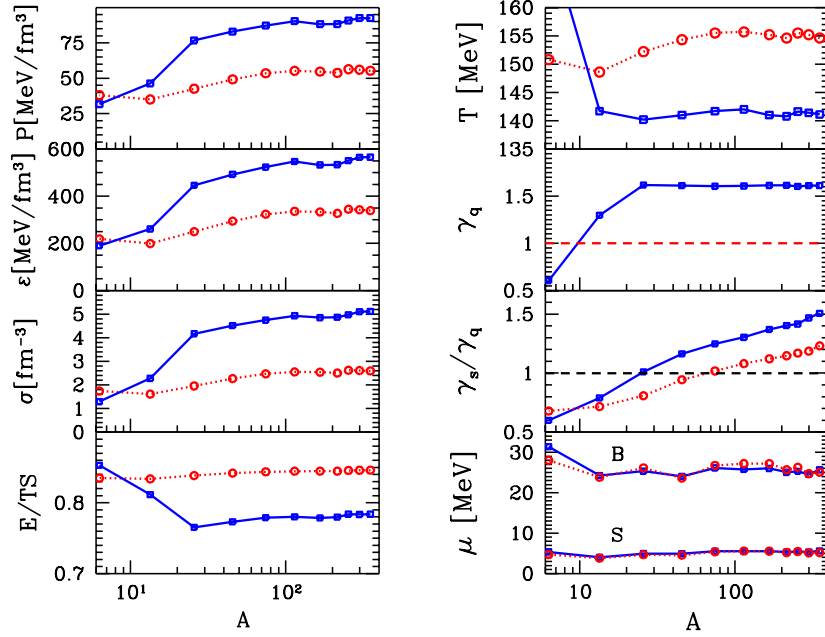 P[MeV/fm³]
75
50
25
ε[MeV/fm³]
600
400
200
0
σ[fm⁻³]
5
4
3
2
1
0
E/TS
0.8
0.7
10¹
10²
A
T [MeV]
160
155
150
145
140
135
γq
1.5
1
0.5
γs/γq
1.5
1
0.5
μ [MeV]
30
20
10
0
B
S
10
100
A